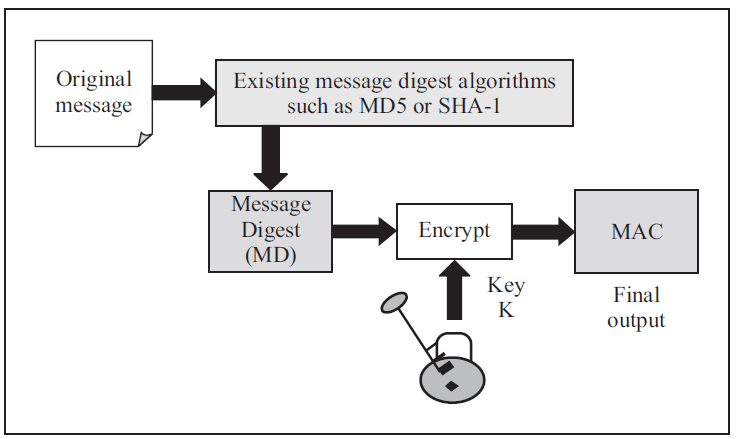 Original
message
Existing message digest algorithms
such as MD5 or SHA-1
Message
Digest
(MD)
Encrypt
MAC
Key
K
Final
output